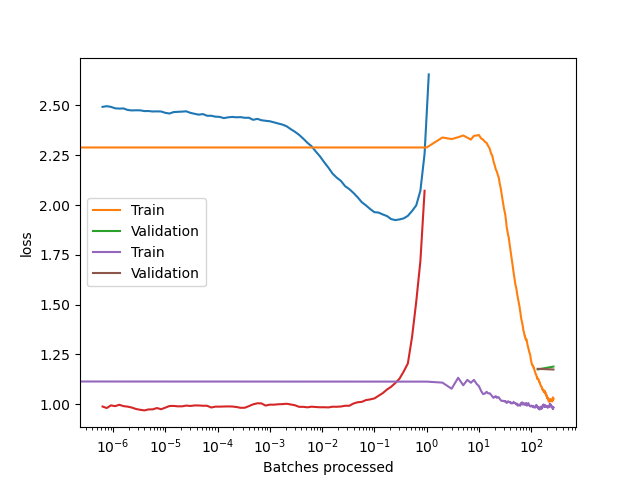 2.50
2.25
2.00
1.75
1.50
1.25
1.00
loss
Train
Validation
Train
Validation
10⁻⁶ 10⁻⁵ 10⁻⁴ 10⁻³ 10⁻² 10⁻¹ 10⁰ 10¹ 10²
Batches processed